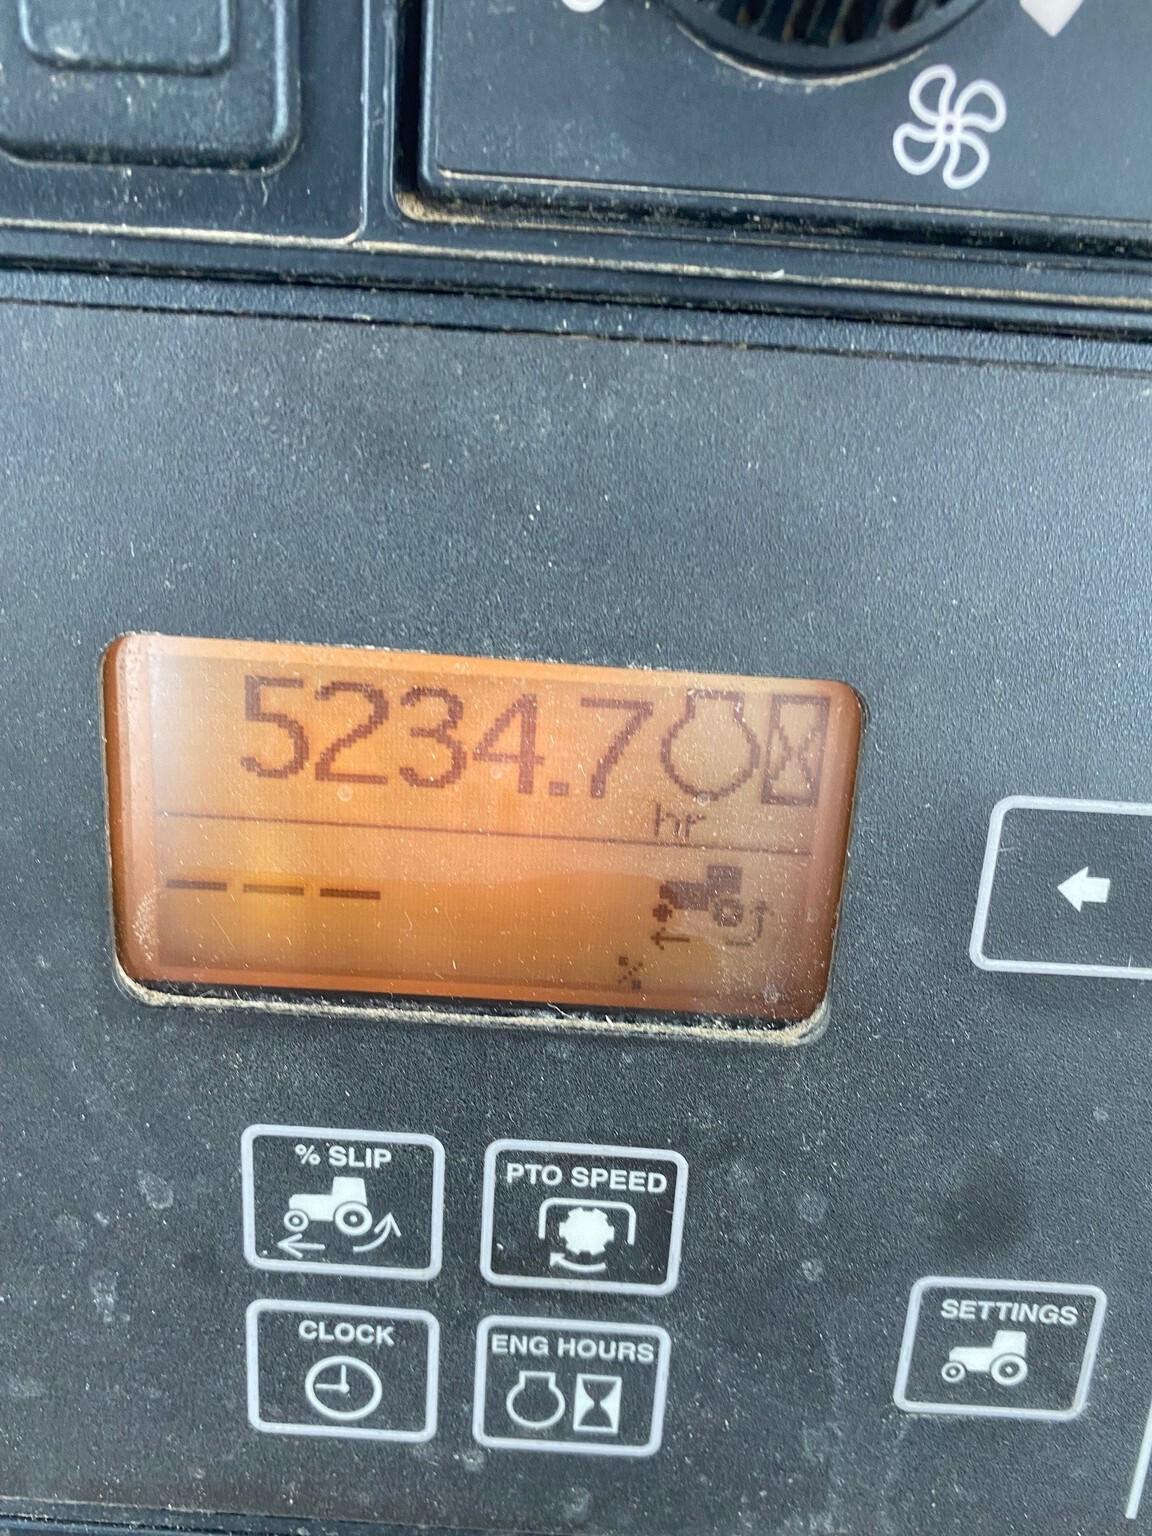 5234.7
hr
---
%
% SLIP
PTO SPEED
CLOCK
ENG HOURS
SETTINGS